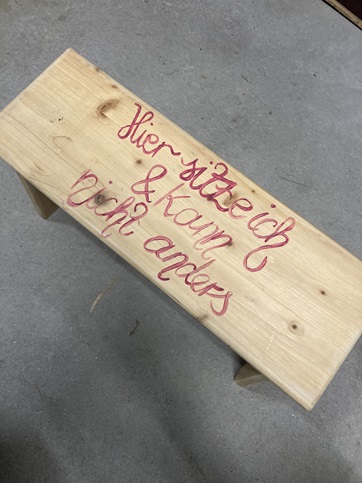 Hier sitze ich
& kann
nicht anders